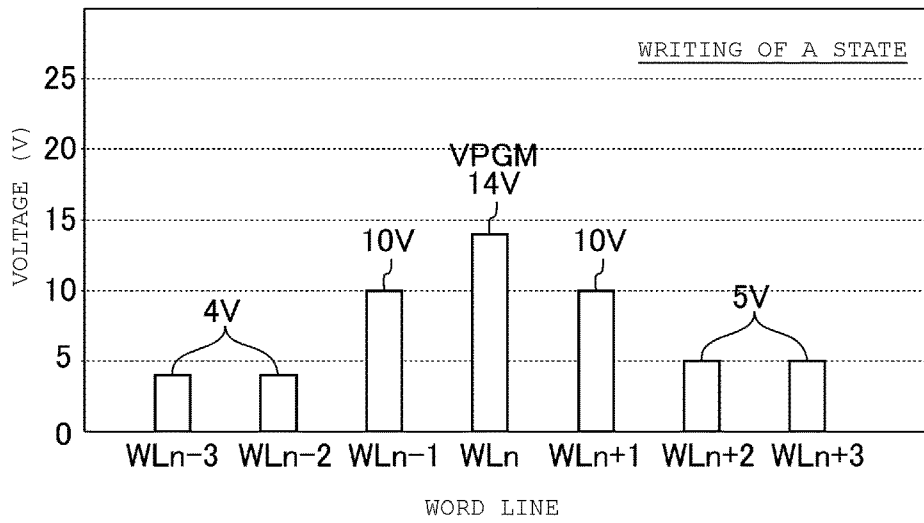 WRITING OF A STATE
VOLTAGE (V)
25
20
15
10
5
0
VPGM
14V
10V
10V
4V
5V
WLn-3 WLn-2 WLn-1 WLn WLn+1 WLn+2 WLn+3
WORD LINE